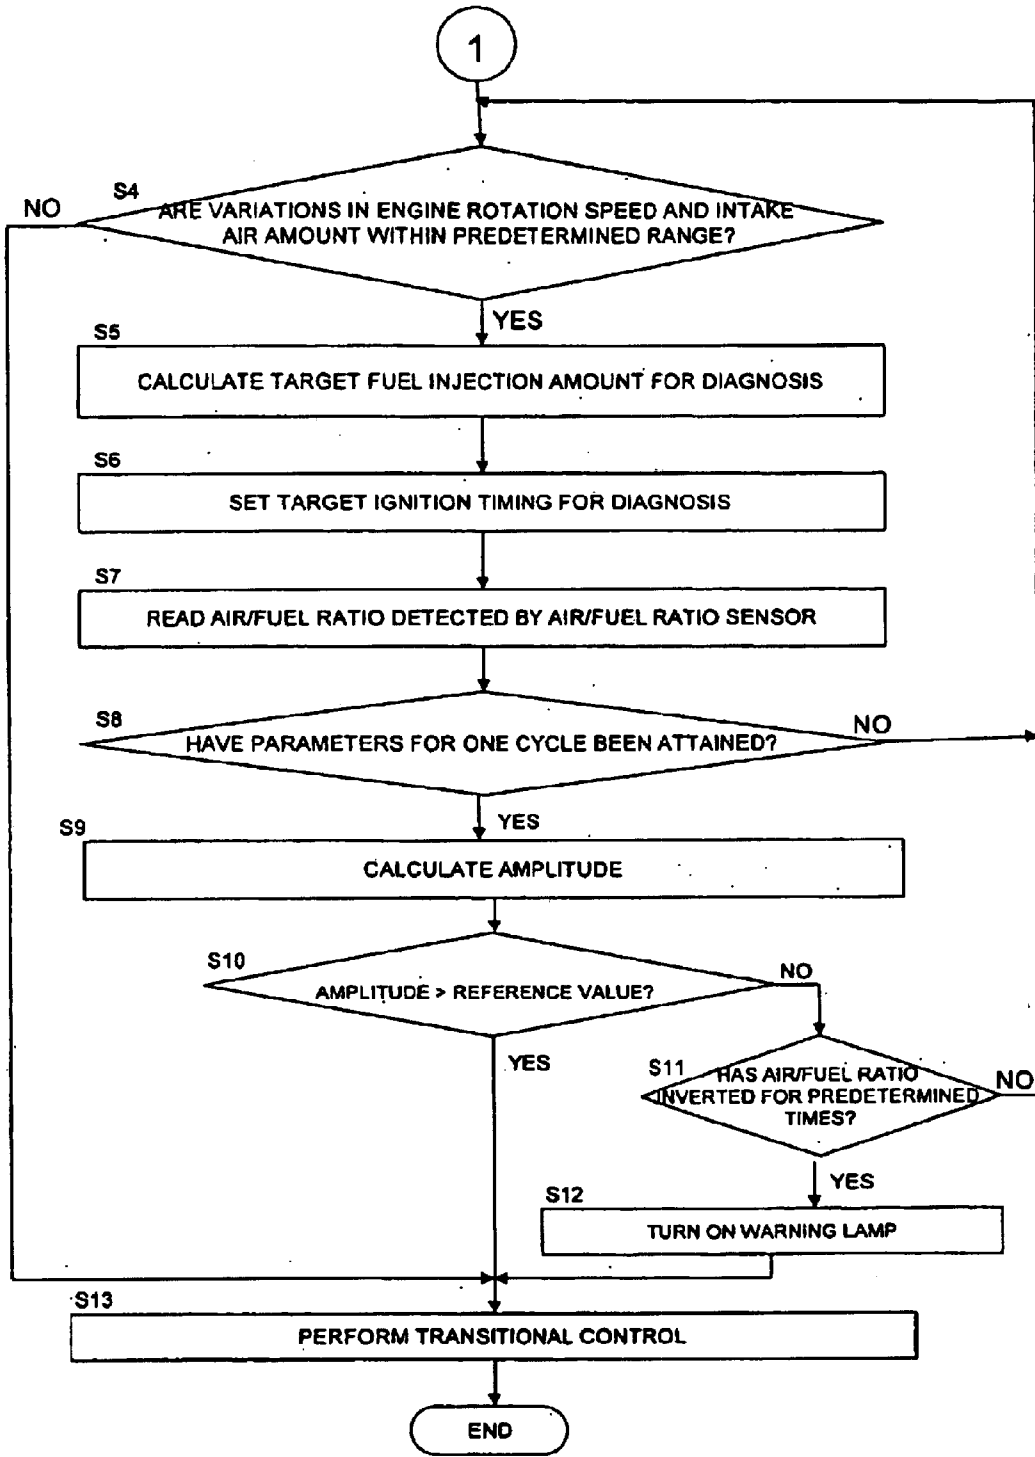 1
S4
NO
ARE VARIATIONS IN ENGINE ROTATION SPEED AND INTAKE
AIR AMOUNT WITHIN PREDETERMINED RANGE?
YES
S5
CALCULATE TARGET FUEL INJECTION AMOUNT FOR DIAGNOSIS
S6
SET TARGET IGNITION TIMING FOR DIAGNOSIS
S7
READ AIR/FUEL RATIO DETECTED BY AIR/FUEL RATIO SENSOR
S8
HAVE PARAMETERS FOR ONE CYCLE BEEN ATTAINED?
NO
YES
S9
CALCULATE AMPLITUDE
S10
AMPLITUDE > REFERENCE VALUE?
NO
YES
S11
HAS AIR/FUEL RATIO
INVERTED FOR PREDETERMINED
TIMES?
NO
YES
S12
TURN ON WARNING LAMP
S13
PERFORM TRANSITIONAL CONTROL
END